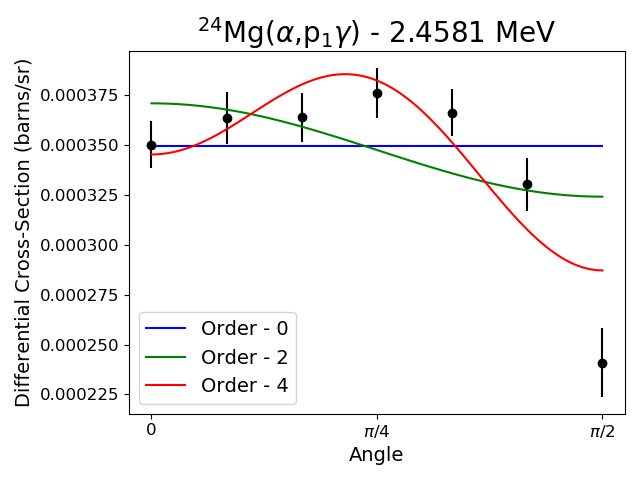 ²⁴Mg(α,p₁γ) - 2.4581 MeV
Differential Cross-Section (barns/sr)
0.000375
0.000350
0.000325
0.000300
0.000275
0.000250
0.000225
Order - 0
Order - 2
Order - 4
0
π/4
π/2
Angle